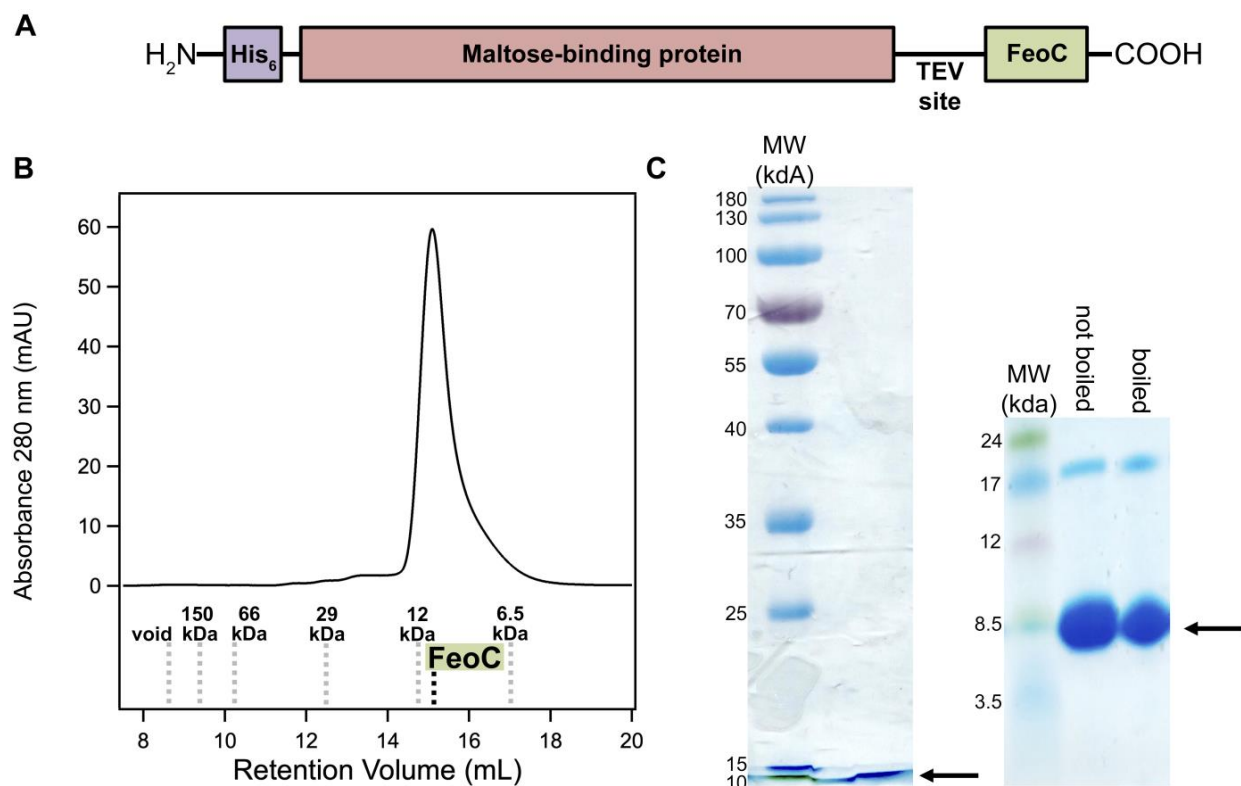 A
H2N
His6
Maltose-binding protein
TEV
site
FeoC
COOH
B
Absorbance 280 nm (mAU)
60
50
40
30
20
10
0
void
150
kDa
66
kDa
29
kDa
12
kDa
6.5
kDa
FeoC
8
10
12
14
16
18
20
Retention Volume (mL)
C
MW
(kdA)
180
130
100
70
55
40
35
25
15
10
MW
(kda)
not boiled
boiled
24
17
12
8.5
3.5